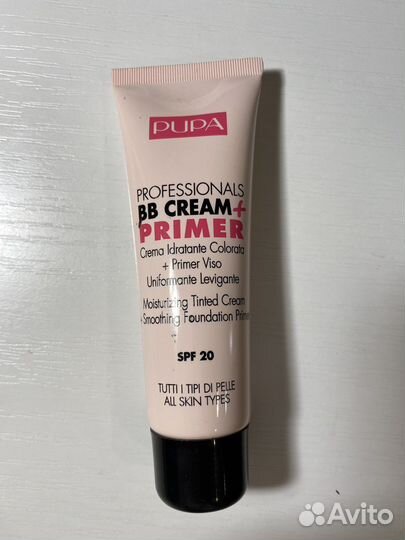 PUPA
PROFESSIONALS
BB CREAM+
PRIMER
Crema Idratante Colorata
+ Primer Viso
Uniformante Levigante
Moisturizing Tinted Cream
Smoothing Foundation Primer
SPF 20
TUTTI I TIPI DI PELLE
ALL SKIN TYPES
Avito